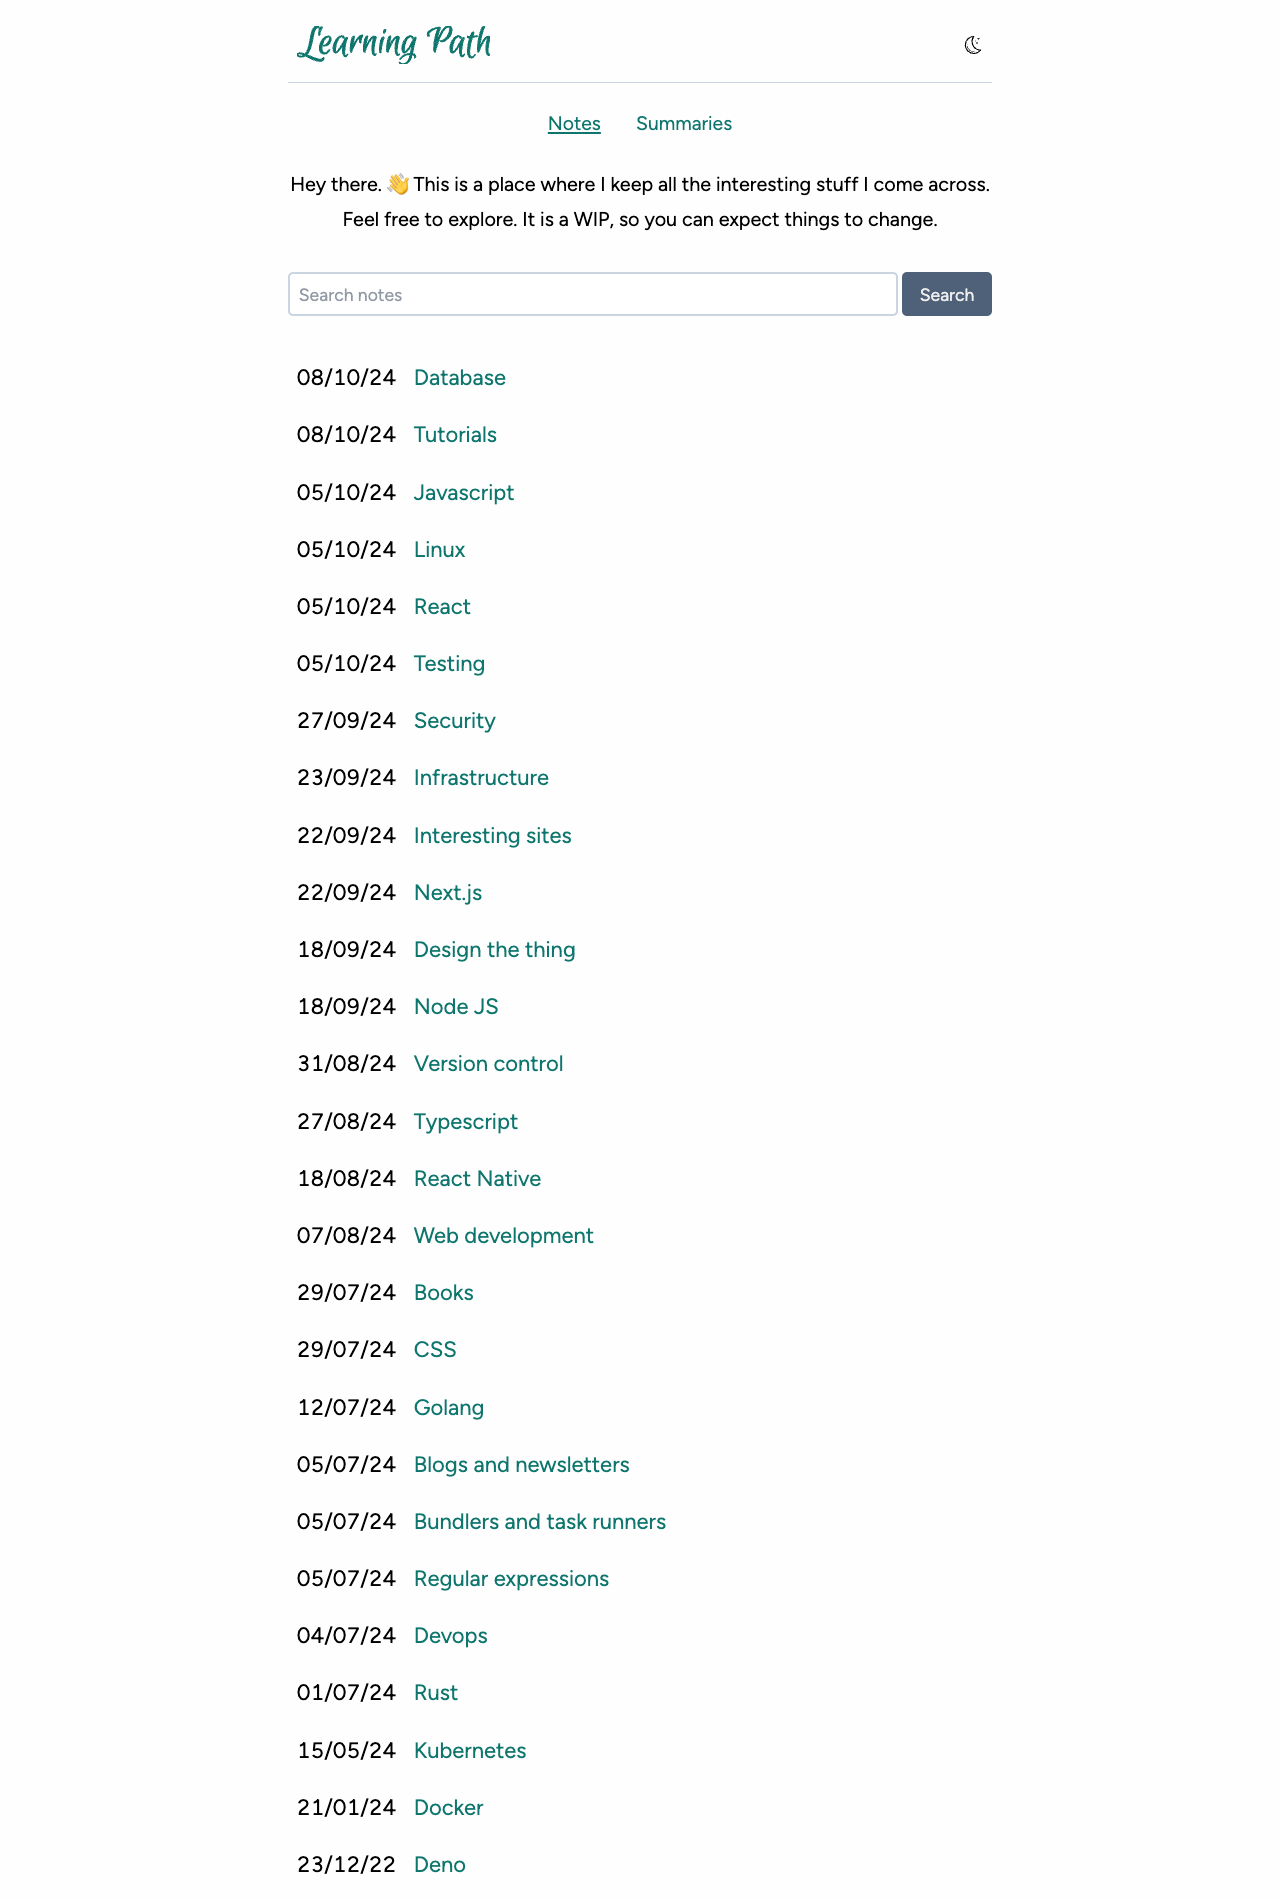 Learning Path
Notes Summaries
Hey there. 👋 This is a place where I keep all the interesting stuff I come across.
Feel free to explore. It is a WIP, so you can expect things to change.
Search notes Search
08/10/24 Database
08/10/24 Tutorials
05/10/24 Javascript
05/10/24 Linux
05/10/24 React
05/10/24 Testing
27/09/24 Security
23/09/24 Infrastructure
22/09/24 Interesting sites
22/09/24 Next.js
18/09/24 Design the thing
18/09/24 Node JS
31/08/24 Version control
27/08/24 Typescript
18/08/24 React Native
07/08/24 Web development
29/07/24 Books
29/07/24 CSS
12/07/24 Golang
05/07/24 Blogs and newsletters
05/07/24 Bundlers and task runners
05/07/24 Regular expressions
04/07/24 Devops
01/07/24 Rust
15/05/24 Kubernetes
21/01/24 Docker
23/12/22 Deno